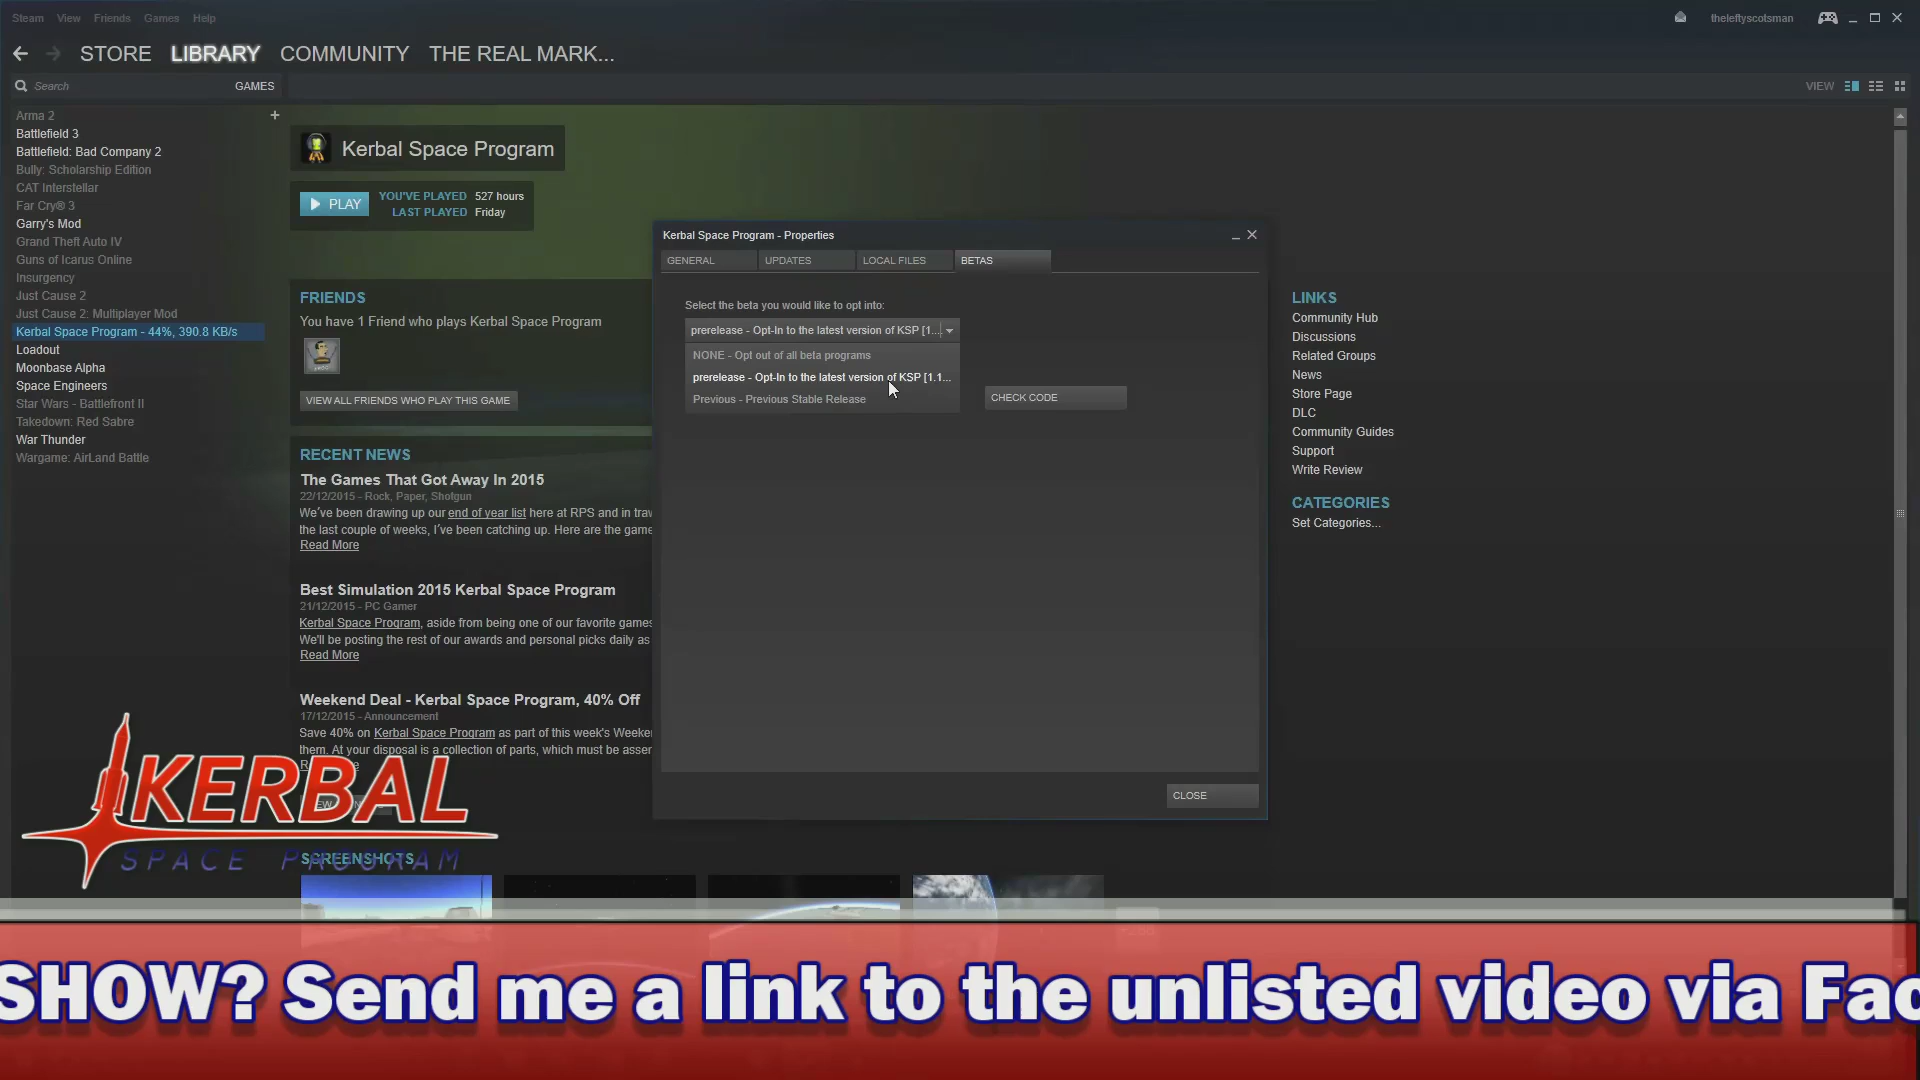 Steam View Friends Games Help
theleftyscotsman
STORE LIBRARY COMMUNITY THE REAL MARK...
Search GAMES
VIEW
Arma 2
Battlefield 3
Battlefield: Bad Company 2
Bully: Scholarship Edition
CAT Interstellar
Far Cry® 3
Garry's Mod
Grand Theft Auto IV
Guns of Icarus Online
Insurgency
Just Cause 2
Just Cause 2: Multiplayer Mod
Kerbal Space Program - 44%, 390.8 KB/s
Loadout
Moonbase Alpha
Space Engineers
Star Wars - Battlefront II
Takedown: Red Sabre
War Thunder
Wargame: AirLand Battle
Kerbal Space Program
PLAY
YOU'VE PLAYED 527 hours
LAST PLAYED Friday
FRIENDS
You have 1 Friend who plays Kerbal Space Program
VIEW ALL FRIENDS WHO PLAY THIS GAME
RECENT NEWS
The Games That Got Away In 2015
22/12/2015 - Rock, Paper, Shotgun
We've been drawing up our end of year list here at RPS and in trav
the last couple of weeks, I've been catching up. Here are the game
Read More
Best Simulation 2015 Kerbal Space Program
21/12/2015 - PC Gamer
Kerbal Space Program, aside from being one of our favorite games
We'll be posting the rest of our awards and personal picks daily as
Read More
Weekend Deal - Kerbal Space Program, 40% Off
17/12/2015 - Announcement
Save 40% on Kerbal Space Program as part of this week's Weeke
them. At your disposal is a collection of parts, which must be asser
SCREENSHOTS
Kerbal Space Program - Properties
GENERAL UPDATES LOCAL FILES BETAS
Select the beta you would like to opt into:
prerelease - Opt-In to the latest version of KSP [1....
NONE - Opt out of all beta programs
prerelease - Opt-In to the latest version of KSP [1.1...
Previous - Previous Stable Release
CHECK CODE
CLOSE
LINKS
Community Hub
Discussions
Related Groups
News
Store Page
DLC
Community Guides
Support
Write Review
CATEGORIES
Set Categories...
KERBAL
SPACE PROGRAM
SHOW? Send me a link to the unlisted video via Fac